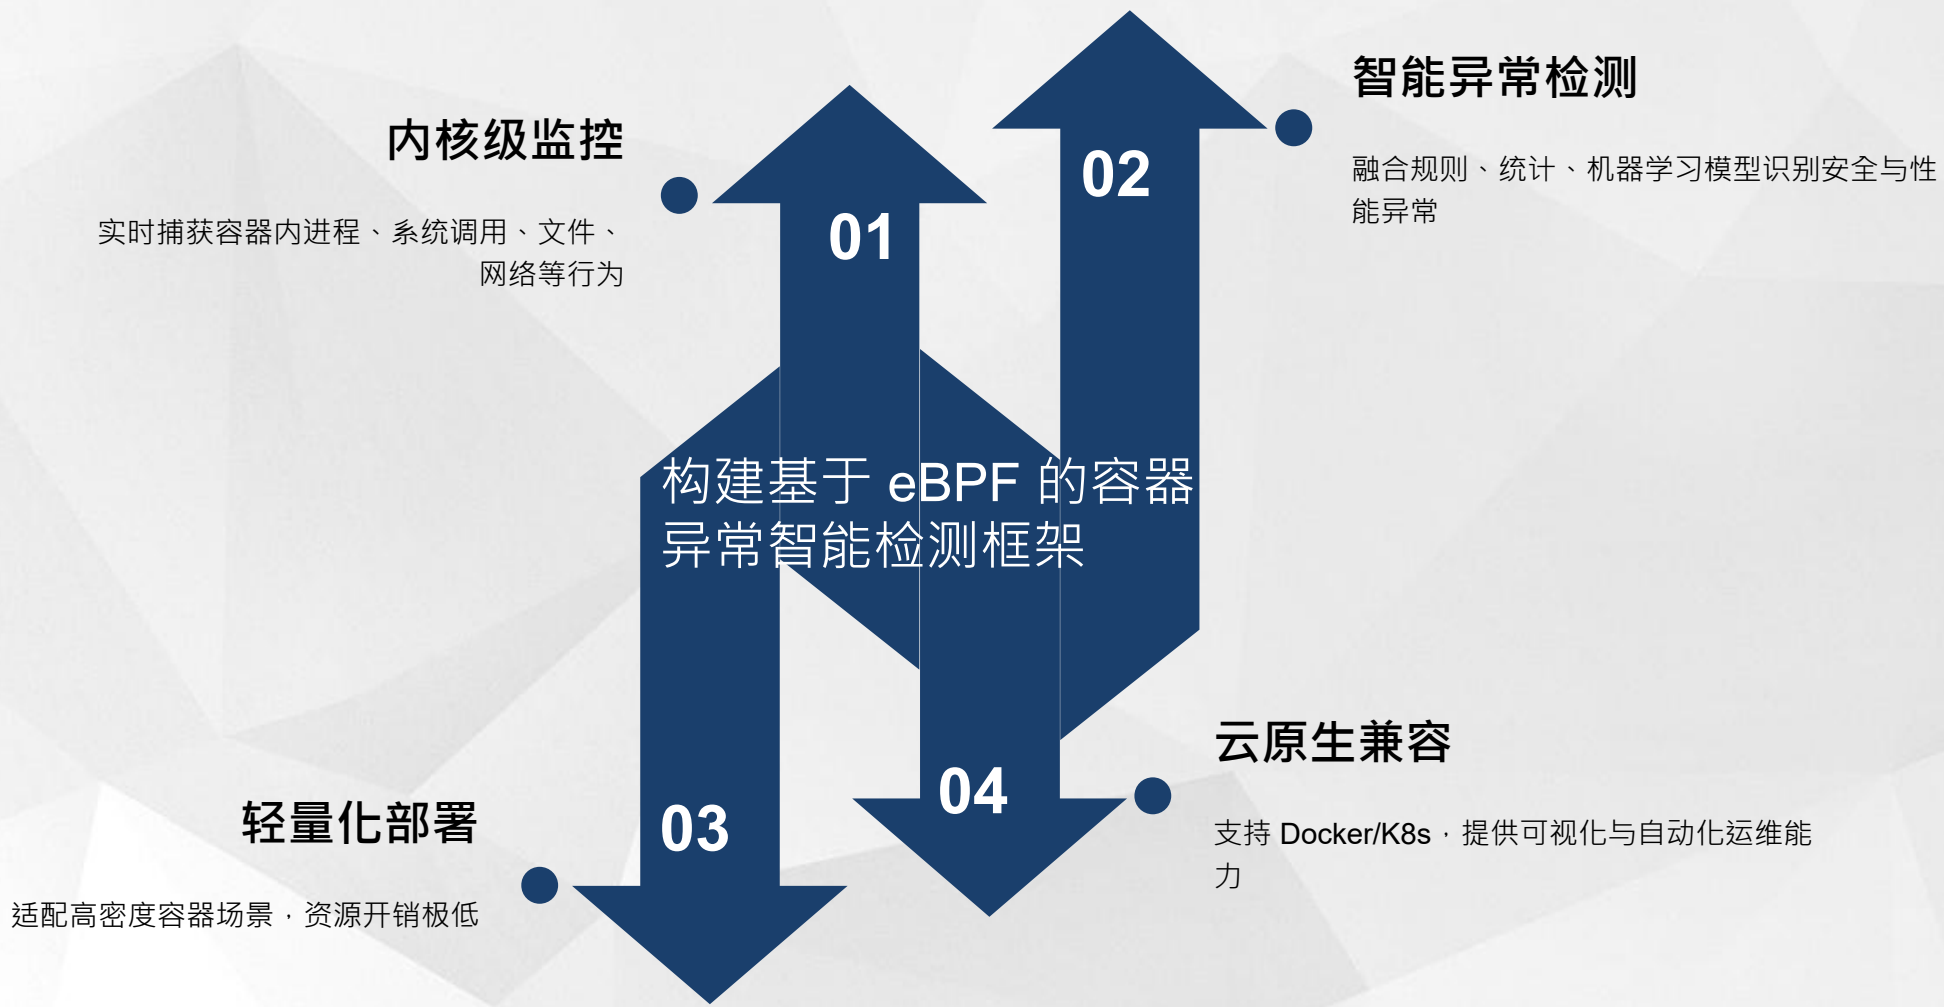 内核级监控
实时捕获容器内进程、系统调用、文件、
网络等行为
01
智能异常检测
融合规则、统计、机器学习模型识别安全与性
能异常
02
构建基于 eBPF 的容器
异常智能检测框架
轻量化部署
适配高密度容器场景，资源开销极低
03
云原生兼容
支持 Docker/K8s，提供可视化与自动化运维能
力
04